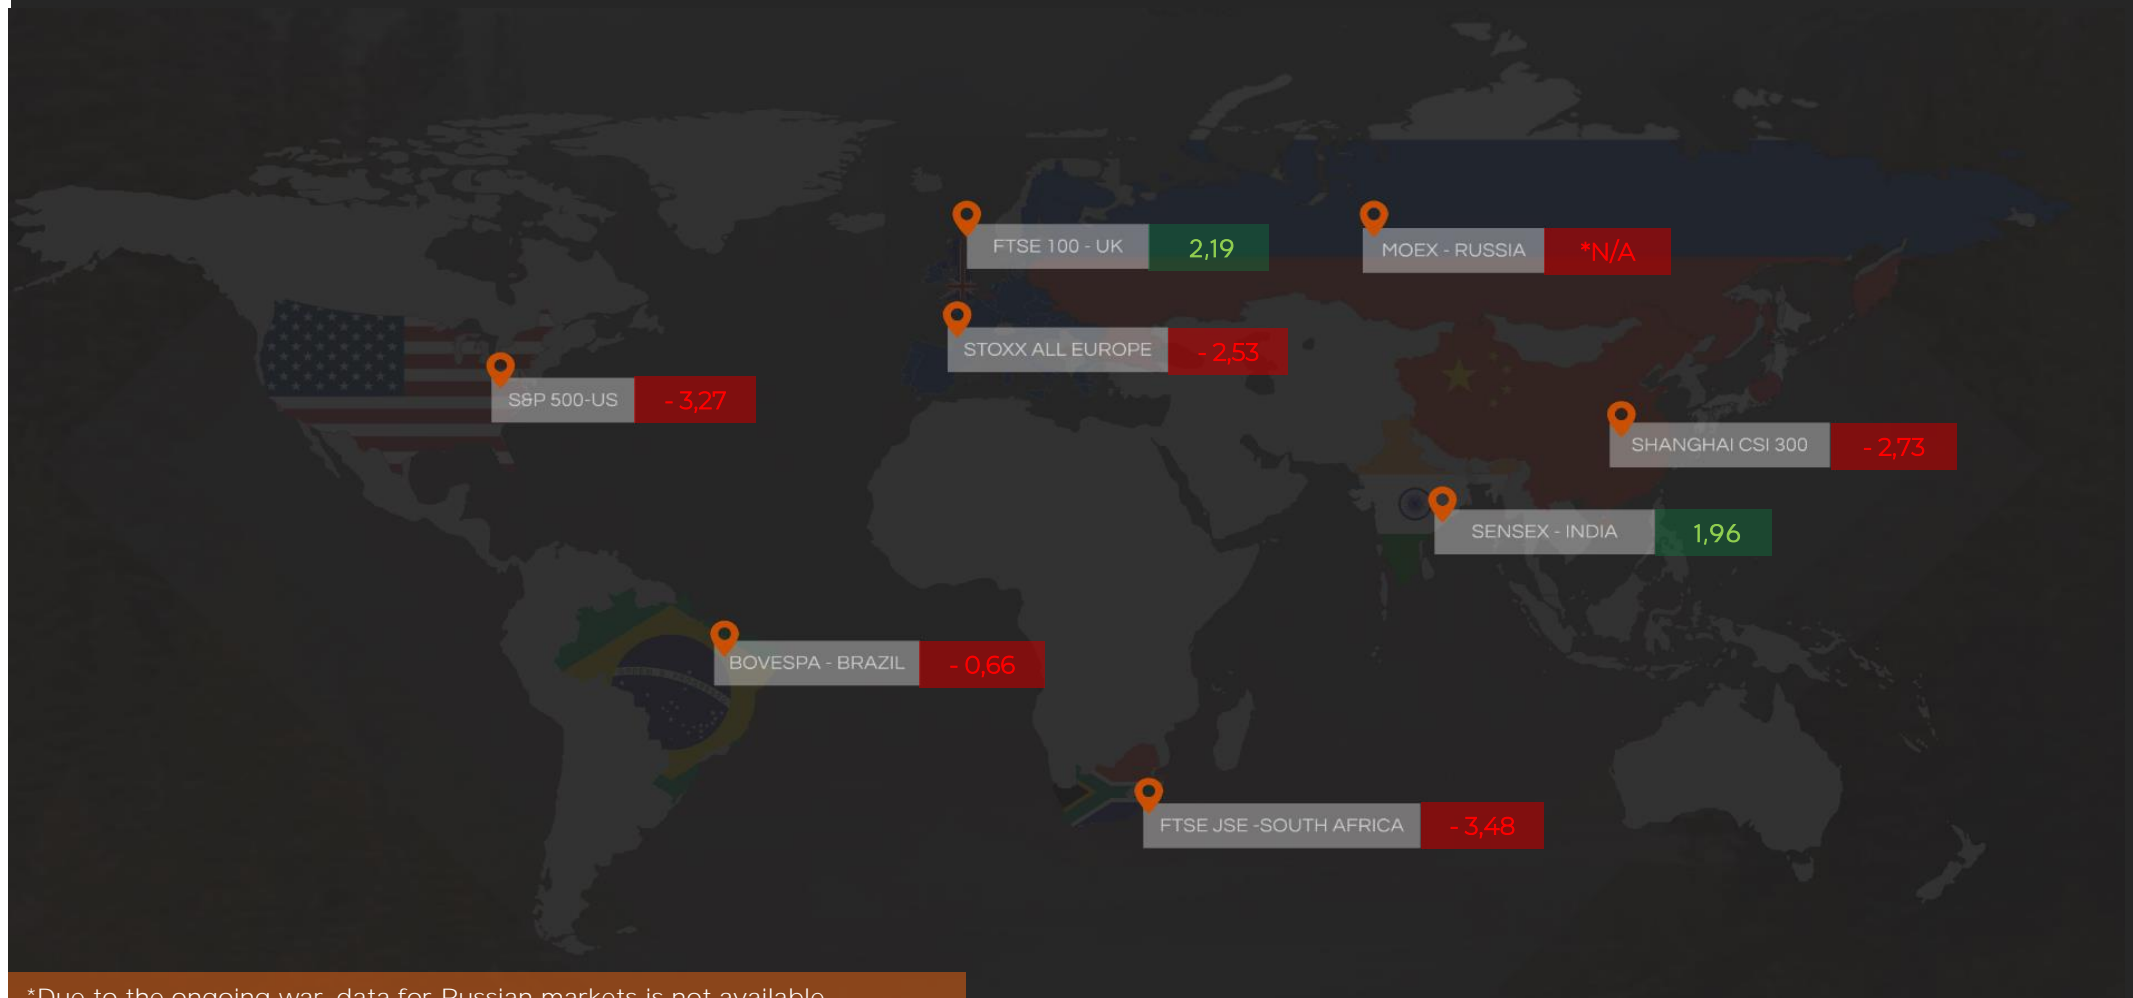 FTSE 100 - UK 2,19
MOEX - RUSSIA *N/A
STOXX ALL EUROPE - 2,53
S&P 500-US - 3,27
SHANGHAI CSI 300 - 2,73
SENSEX - INDIA 1,96
BOVESPA - BRAZIL - 0,66
FTSE JSE -SOUTH AFRICA - 3,48
*Due to the ongoing war, data for Russian markets is not available